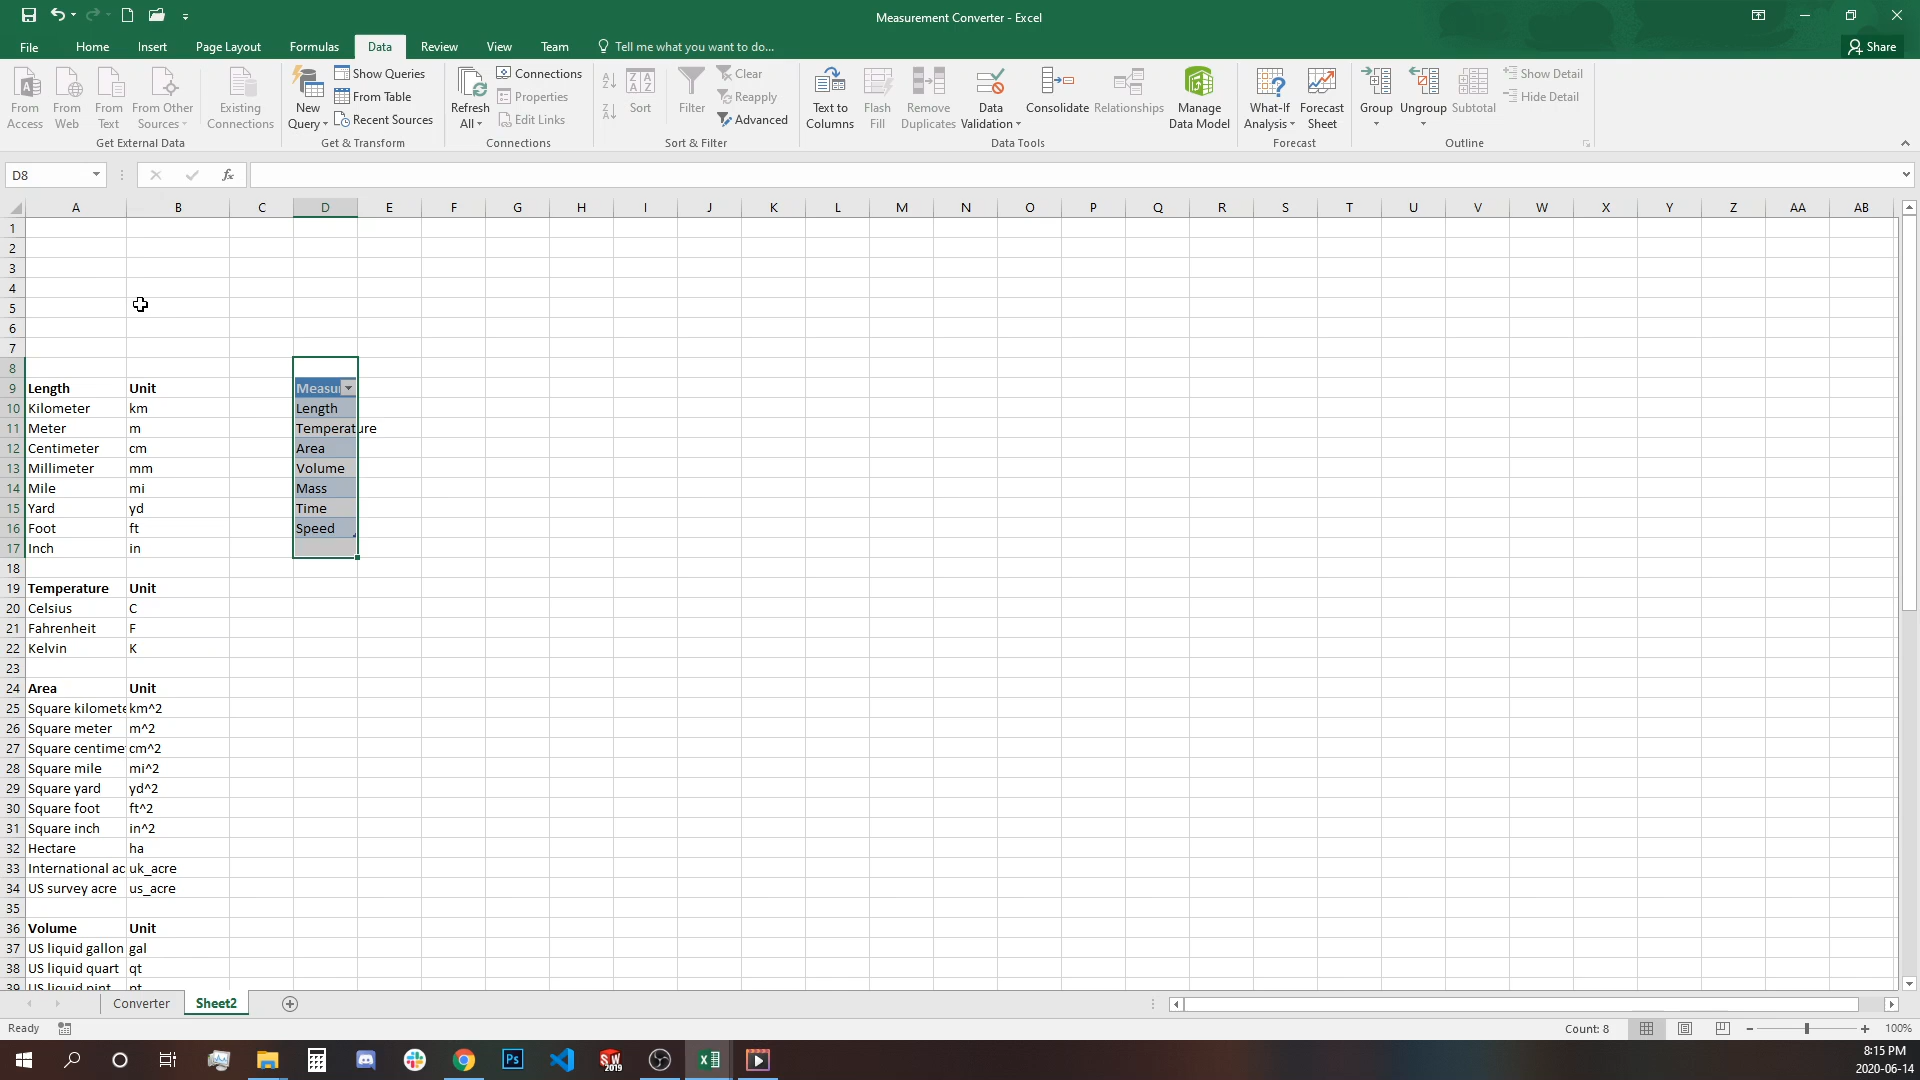 Measurement Converter - Excel
File Home Insert Page Layout Formulas Data Review View Team Tell me what you want to do... Share
From Access
From Web
From Text
From Other Sources
Existing Connections
Get External Data
New Query
Show Queries
From Table
Recent Sources
Get & Transform
Refresh All
Connections
Properties
Edit Links
Connections
A Z
Z A
Z A A Z
Sort
Filter
Clear
Reapply
Advanced
Sort & Filter
Text to Columns
Flash Fill
Remove Duplicates
Data Validation
Consolidate
Relationships
Manage Data Model
Data Tools
What-If Analysis
Forecast Sheet
Forecast
Group
Ungroup
Subtotal
Show Detail
Hide Detail
Outline
D8 fx
A B C D E F G H I J K L M N O P Q R S T U V W X Y Z AA AB
1
2
3
4
5
6
7
8
9 Length Unit Measu
10 Kilometer km Length
11 Meter m Temperature
12 Centimeter cm Area
13 Millimeter mm Volume
14 Mile mi Mass
15 Yard yd Time
16 Foot ft Speed
17 Inch in
18
19 Temperature Unit
20 Celsius C
21 Fahrenheit F
22 Kelvin K
23
24 Area Unit
25 Square kilomete km^2
26 Square meter m^2
27 Square centime cm^2
28 Square mile mi^2
29 Square yard yd^2
30 Square foot ft^2
31 Square inch in^2
32 Hectare ha
33 International ac uk_acre
34 US survey acre us_acre
35
36 Volume Unit
37 US liquid gallon gal
38 US liquid quart qt
39 US liquid pint pt
Converter Sheet2
Ready Count: 8 100%
Ps
SW 2019
8:15 PM
2020-06-14